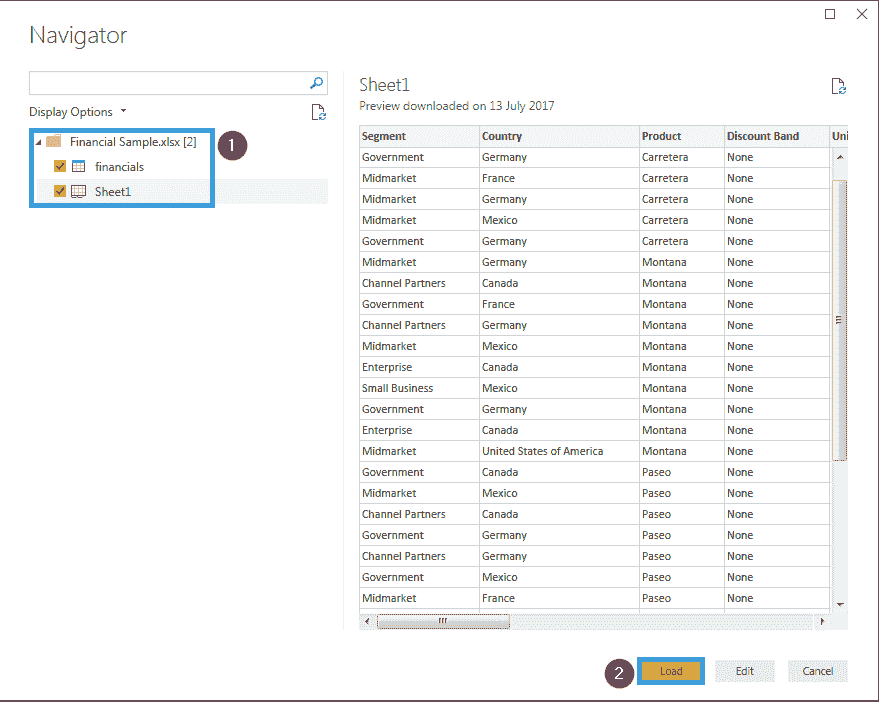 Navigator
Display Options
Financial Sample.xlsx [2]
financials
Sheet1
1
Sheet1
Preview downloaded on 13 July 2017
Segment Country Product Discount Band Uni
Government Germany Carretera None
Midmarket France Carretera None
Midmarket Germany Carretera None
Midmarket Mexico Carretera None
Government Germany Carretera None
Midmarket Germany Montana None
Channel Partners Canada Montana None
Government France Montana None
Channel Partners Germany Montana None
Midmarket Mexico Montana None
Enterprise Canada Montana None
Small Business Mexico Montana None
Government Germany Montana None
Enterprise Canada Montana None
Midmarket United States of America Montana None
Government Canada Paseo None
Midmarket Mexico Paseo None
Channel Partners Canada Paseo None
Government Germany Paseo None
Channel Partners Germany Paseo None
Government Mexico Paseo None
Midmarket France Paseo None
2 Load Edit Cancel